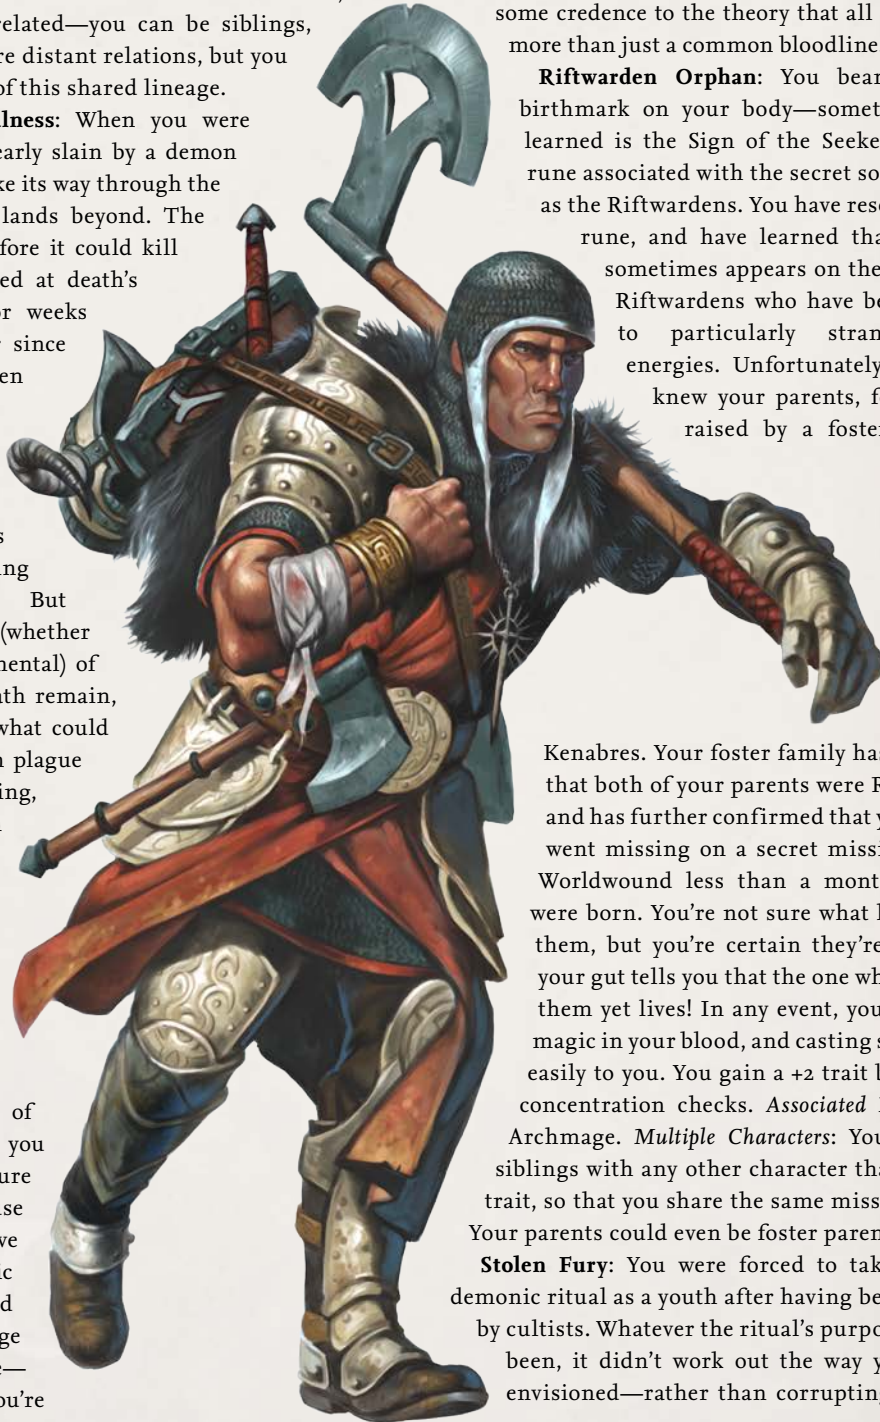 related—you can be siblings,
re distant relations, but you
of this shared lineage.
lness: When you were
early slain by a demon
ke its way through the
lands beyond. The
efore it could kill
ed at death's
or weeks
since
en
s
ng
But
(whether
mental) of
ath remain,
what could
n plague
ing,
of
you
ure
se
ve
ic
d
ge
e—
ou're
some credence to the theory that all
more than just a common bloodline
Riftwarden Orphan: You bear
birthmark on your body—somet
learned is the Sign of the Seeke
rune associated with the secret so
as the Riftwardens. You have rese
rune, and have learned tha
sometimes appears on the
Riftwardens who have be
to particularly stran
energies. Unfortunately,
knew your parents, f
raised by a foster
Kenabres. Your foster family has
that both of your parents were R
and has further confirmed that y
went missing on a secret missi
Worldwound less than a mont
were born. You're not sure what h
them, but you're certain they're
your gut tells you that the one wh
them yet lives! In any event, you
magic in your blood, and casting s
easily to you. You gain a +2 trait b
concentration checks. Associated
Archmage. Multiple Characters: You
siblings with any other character tha
trait, so that you share the same miss
Your parents could even be foster paren
Stolen Fury: You were forced to tak
demonic ritual as a youth after having be
by cultists. Whatever the ritual's purpo
been, it didn't work out the way y
envisioned—rather than corrupting